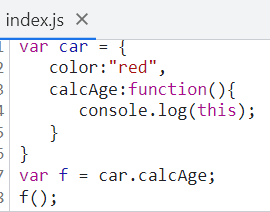 index.js
1 var car = {
2 color:"red",
3 calcAge:function(){
4 console.log(this);
5 }
6 }
7 var f = car.calcAge;
8 f();